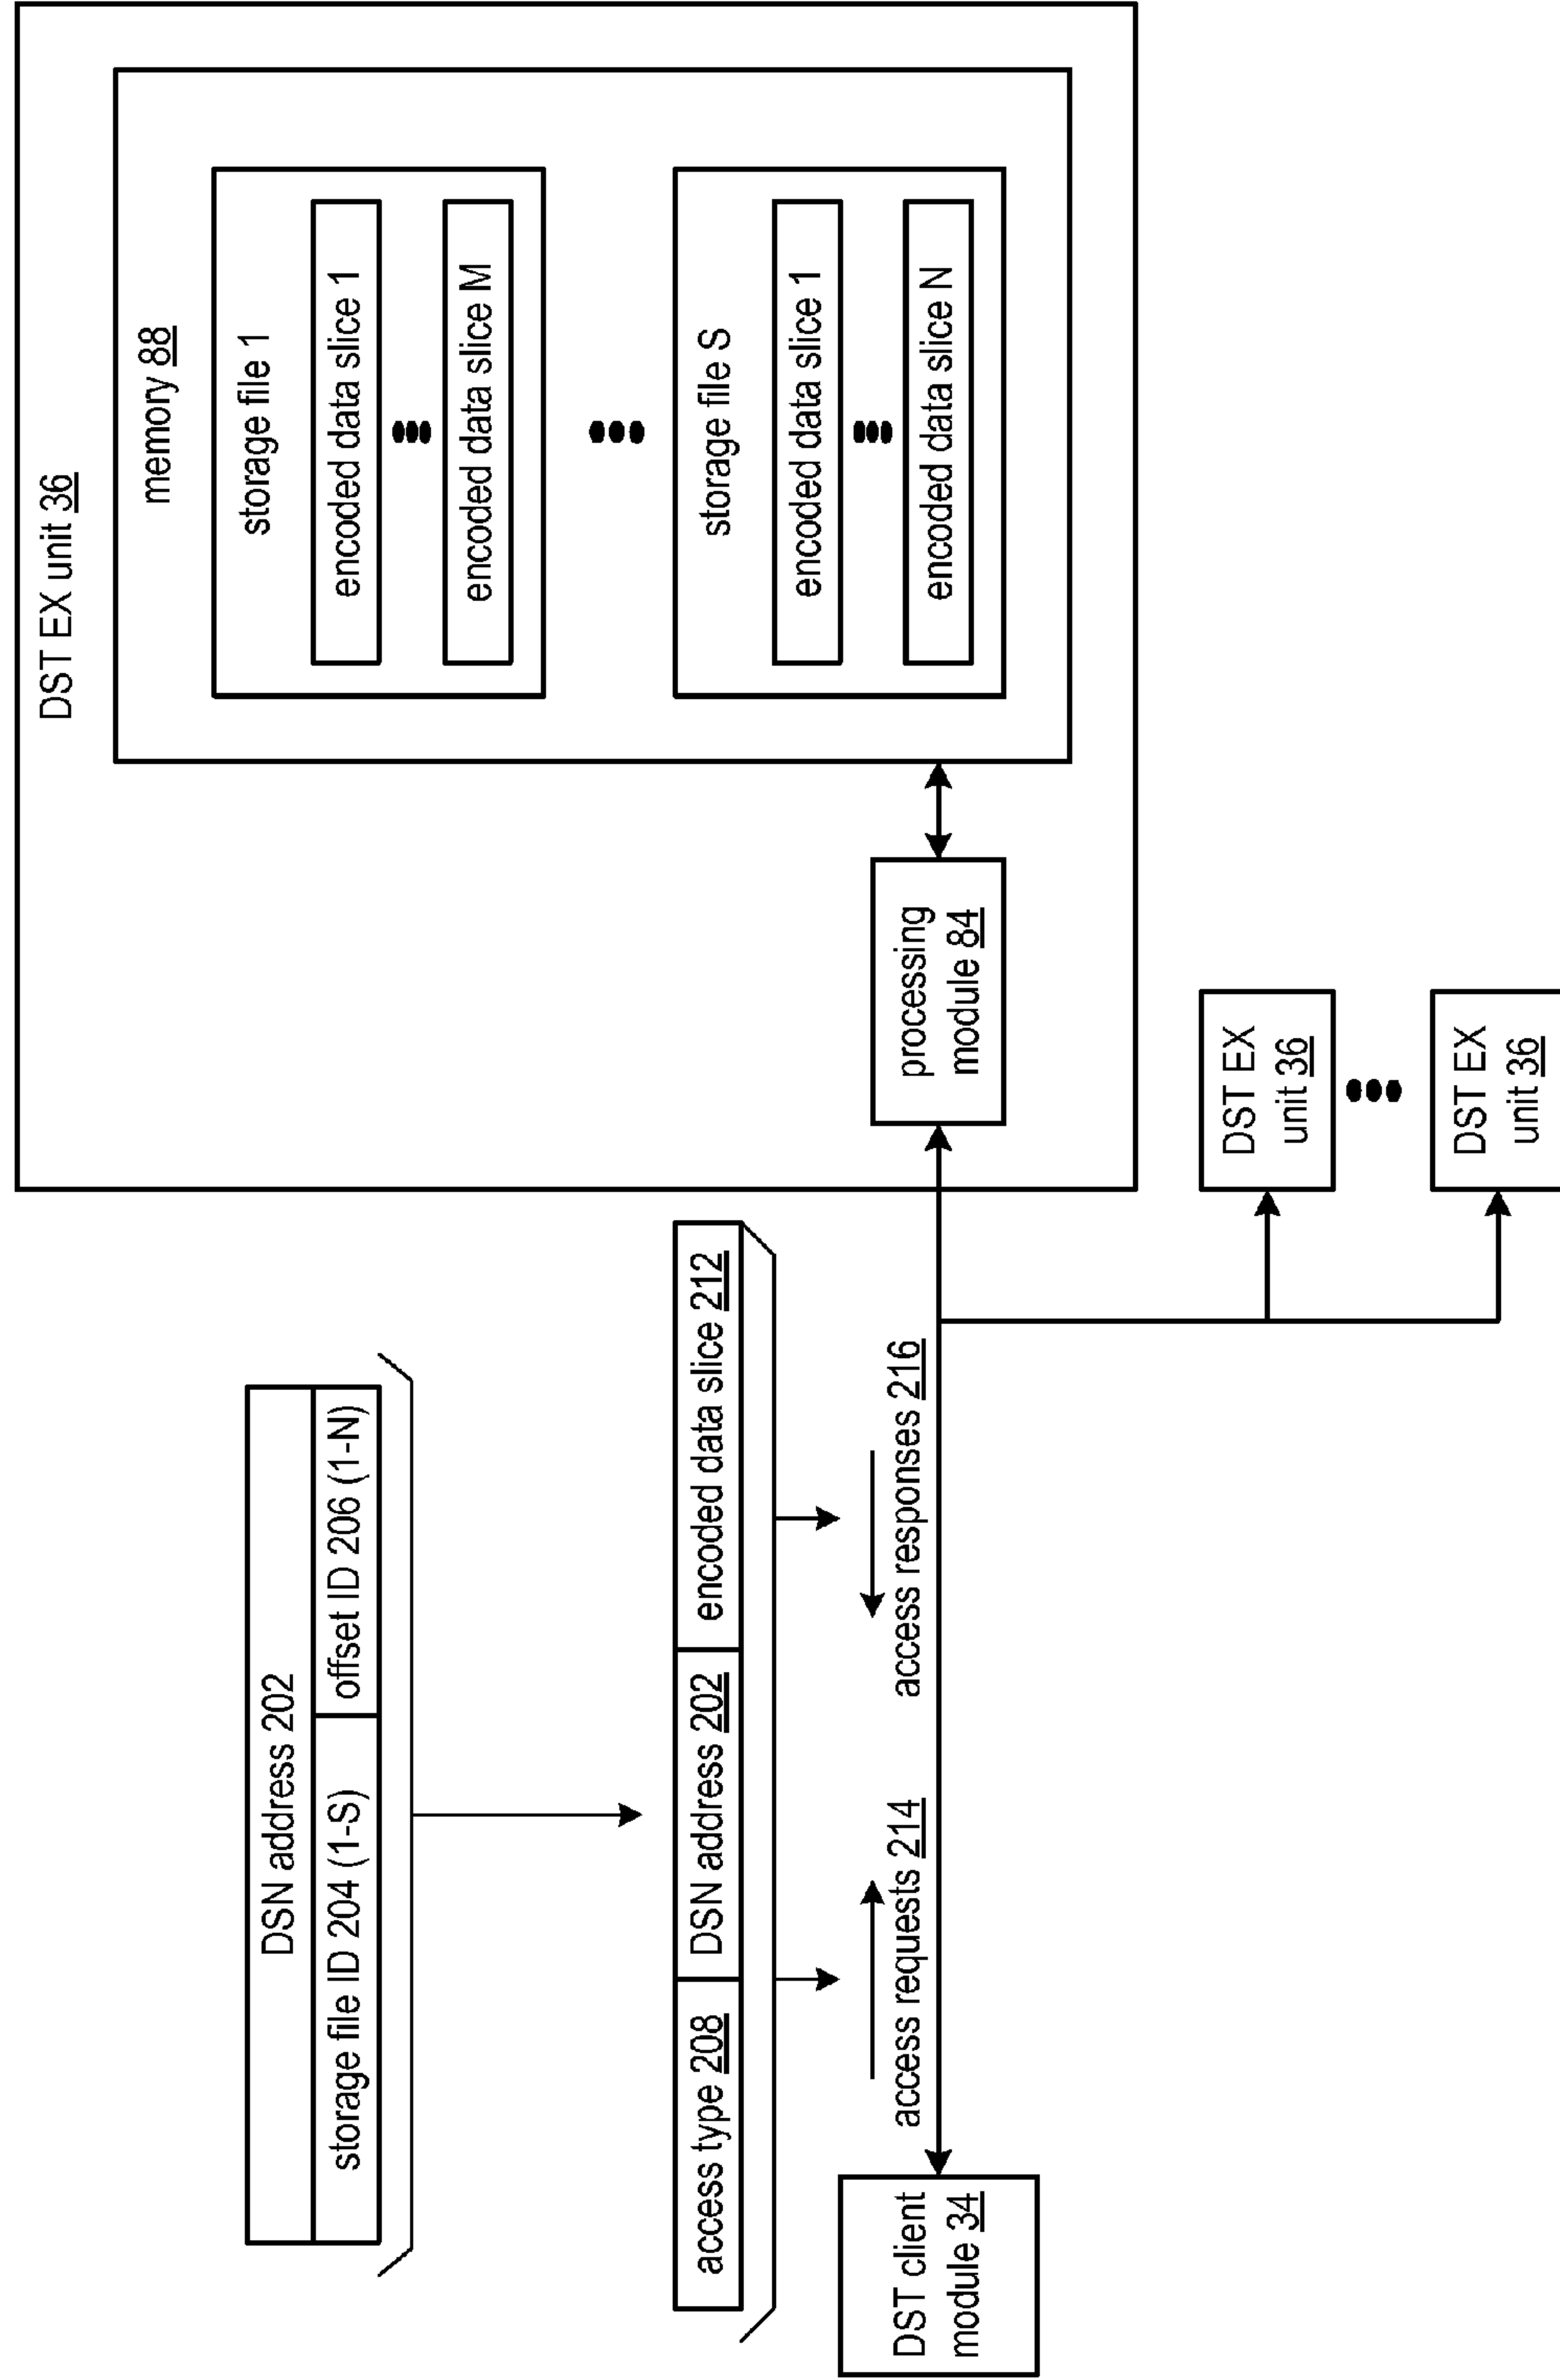 DSN address 202
storage file ID 204 (1-S)
offset ID 206 (1-N)
access type 208
DSN address 202
encoded data slice 212
access requests 214
access responses 216
DST client
module 34
DST EX unit 36
memory 88
storage file 1
encoded data slice 1
encoded data slice M
storage file S
encoded data slice 1
encoded data slice N
processing
module 84
DST EX
unit 36
DST EX
unit 36